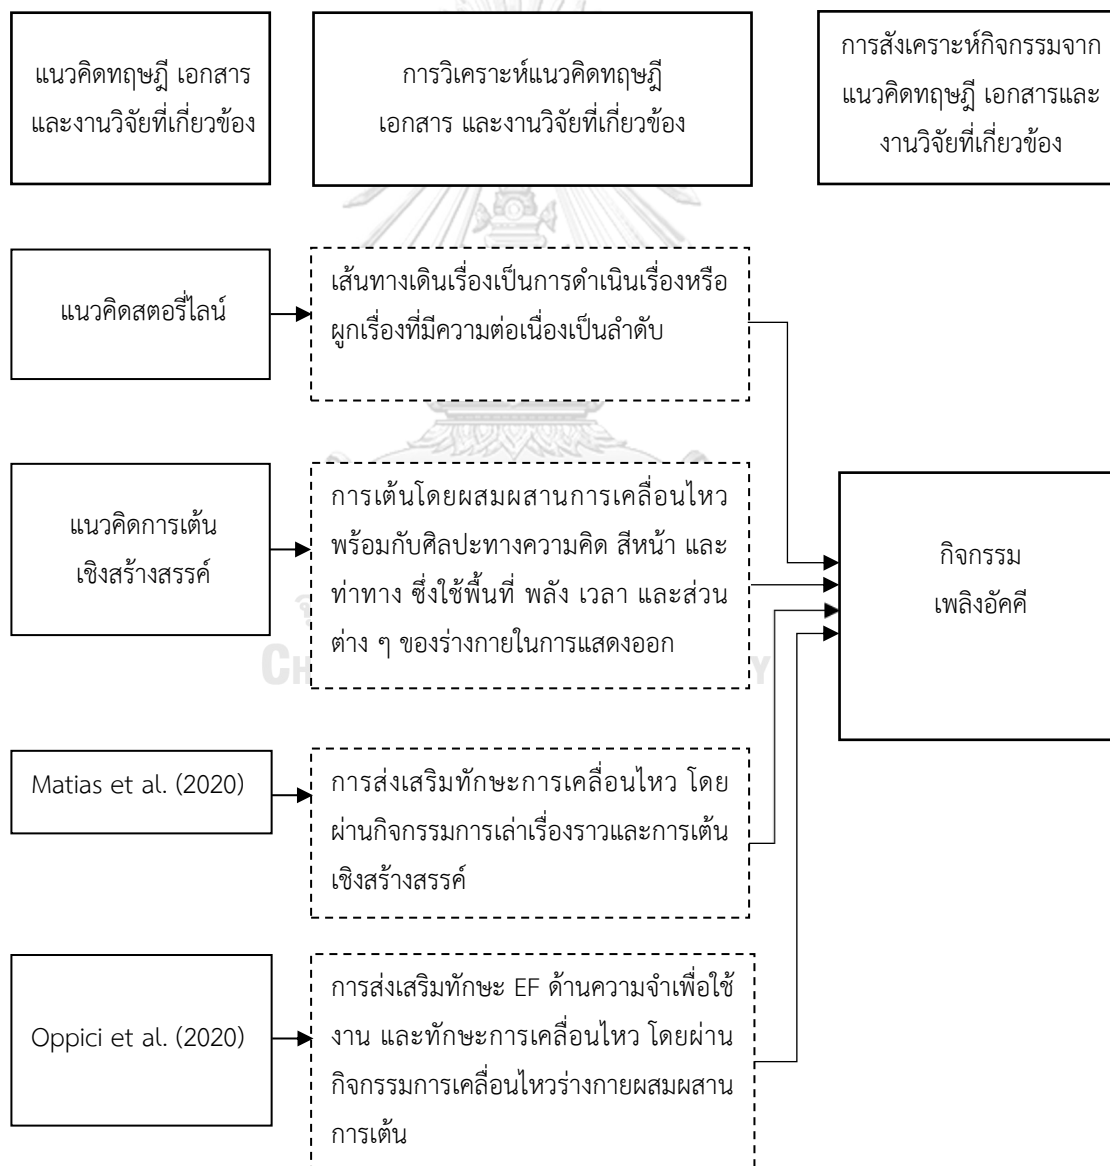 แนวคิดทฤษฎี เอกสาร
และงานวิจัยที่เกี่ยวข้อง
การวิเคราะห์แนวคิดทฤษฎี
เอกสาร และงานวิจัยที่เกี่ยวข้อง
การสังเคราะห์กิจกรรมจาก
แนวคิดทฤษฎี เอกสารและ
งานวิจัยที่เกี่ยวข้อง
แนวคิดสตอรี่ไลน์
เส้นทางเดินเรื่องเป็นการดำเนินเรื่องหรือ
ผูกเรื่องที่มีความต่อเนื่องเป็นลำดับ
แนวคิดการเต้น
เชิงสร้างสรรค์
การเต้นโดยผสมผสานการเคลื่อนไหว
พร้อมกับศิลปะทางความคิด สีหน้า และ
ท่าทาง ซึ่งใช้พื้นที่ พลัง เวลา และส่วน
ต่าง ๆ ของร่างกายในการแสดงออก
กิจกรรม
เพลิงอัคคี
Matias et al. (2020)
การส่งเสริมทักษะการเคลื่อนไหว โดย
ผ่านกิจกรรมการเล่าเรื่องราวและการเต้น
เชิงสร้างสรรค์
Oppici et al. (2020)
การส่งเสริมทักษะ EF ด้านความจำเพื่อใช้
งาน และทักษะการเคลื่อนไหว โดยผ่าน
กิจกรรมการเคลื่อนไหวร่างกายผสมผสาน
การเต้น